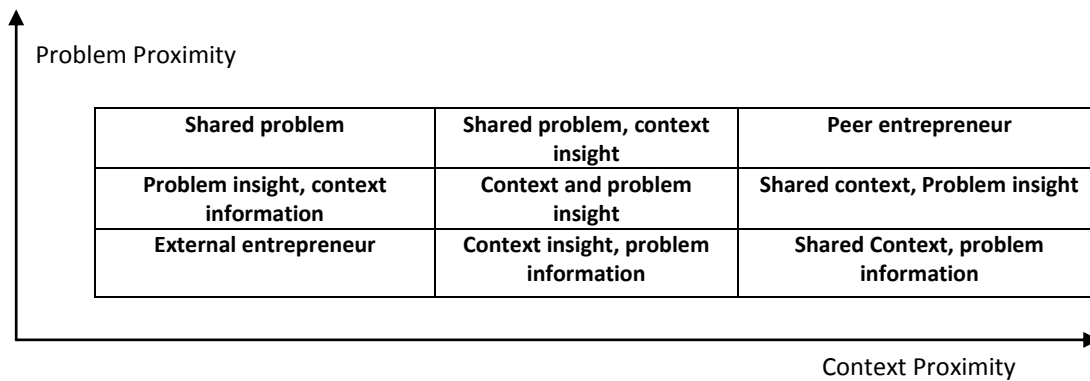 Problem Proximity
Shared problem
Shared problem, context
insight
Peer entrepreneur
Problem insight, context
information
Context and problem
insight
Shared context, Problem insight
External entrepreneur
Context insight, problem
information
Shared Context, problem
information
Context Proximity